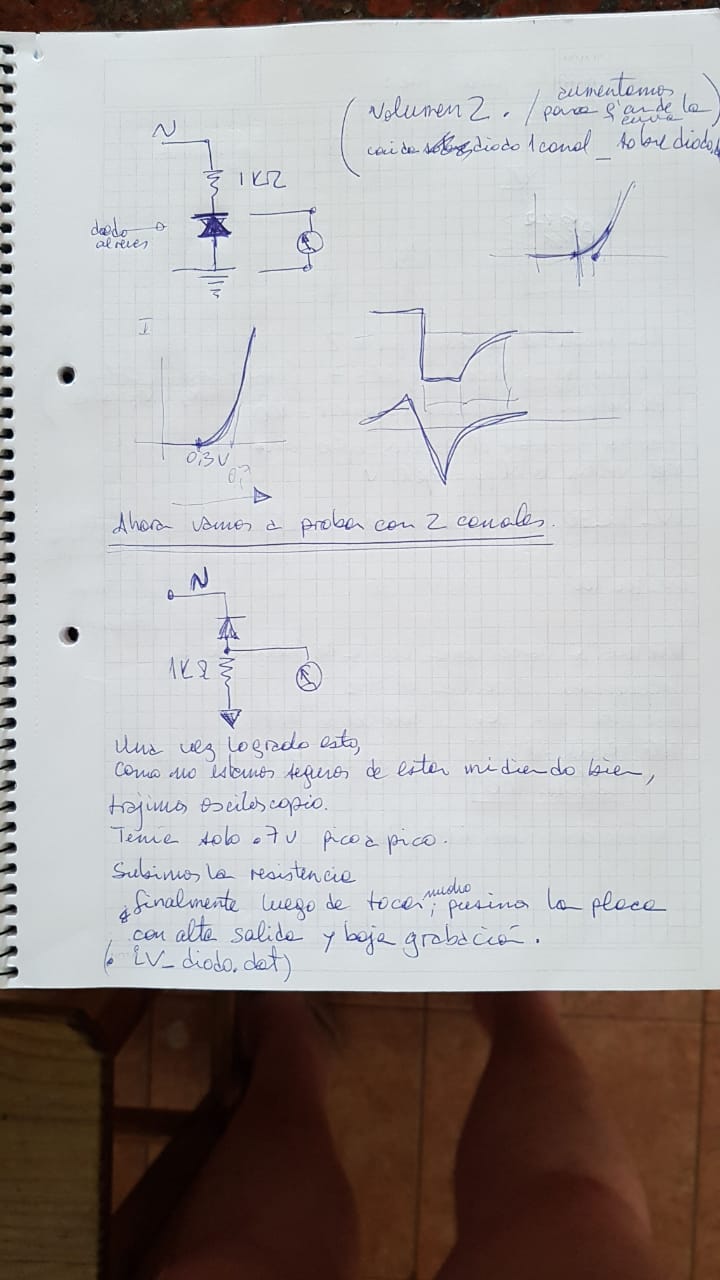 Volumen 2. / aumentamos
para
curva
caida diodo 1 canal _ sobre diodo
N
1KΩ
diodo
al reves
I
0,3V
0,7
Ahora vamos a probar con 2 canales.
N
1KΩ
Una vez logrado esto,
Como no estamos seguros de estar midiendo bien,
trajimos osciloscopio.
Tenia solo .7v pico a pico.
Subimos la resistencia
y finalmente luego de tocar mucho, pusimos la placa
con alta salida y baja grabación.
(. IV_diodo.dat)